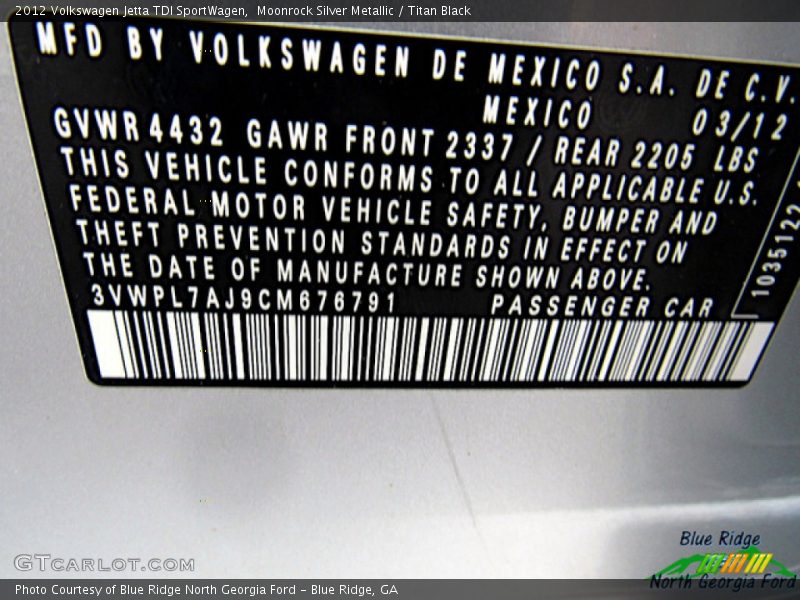 2012 Volkswagen Jetta TDI SportWagen,  Moonrock Silver Metallic / Titan Black
MFD BY VOLKSWAGEN DE MEXICO S.A. DE C.V.
MEXICO 03/12
GVWR 4432 GAWR FRONT 2337 / REAR 2205 LBS
THIS VEHICLE CONFORMS TO ALL APPLICABLE U.S.
FEDERAL MOTOR VEHICLE SAFETY, BUMPER AND
THEFT PREVENTION STANDARDS IN EFFECT ON
THE DATE OF MANUFACTURE SHOWN ABOVE.
3VWPL7AJ9CM676791 PASSENGER CAR
1035122
Blue Ridge
North Georgia Ford
GTCARLOT.COM
Photo Courtesy of Blue Ridge North Georgia Ford – Blue Ridge, GA